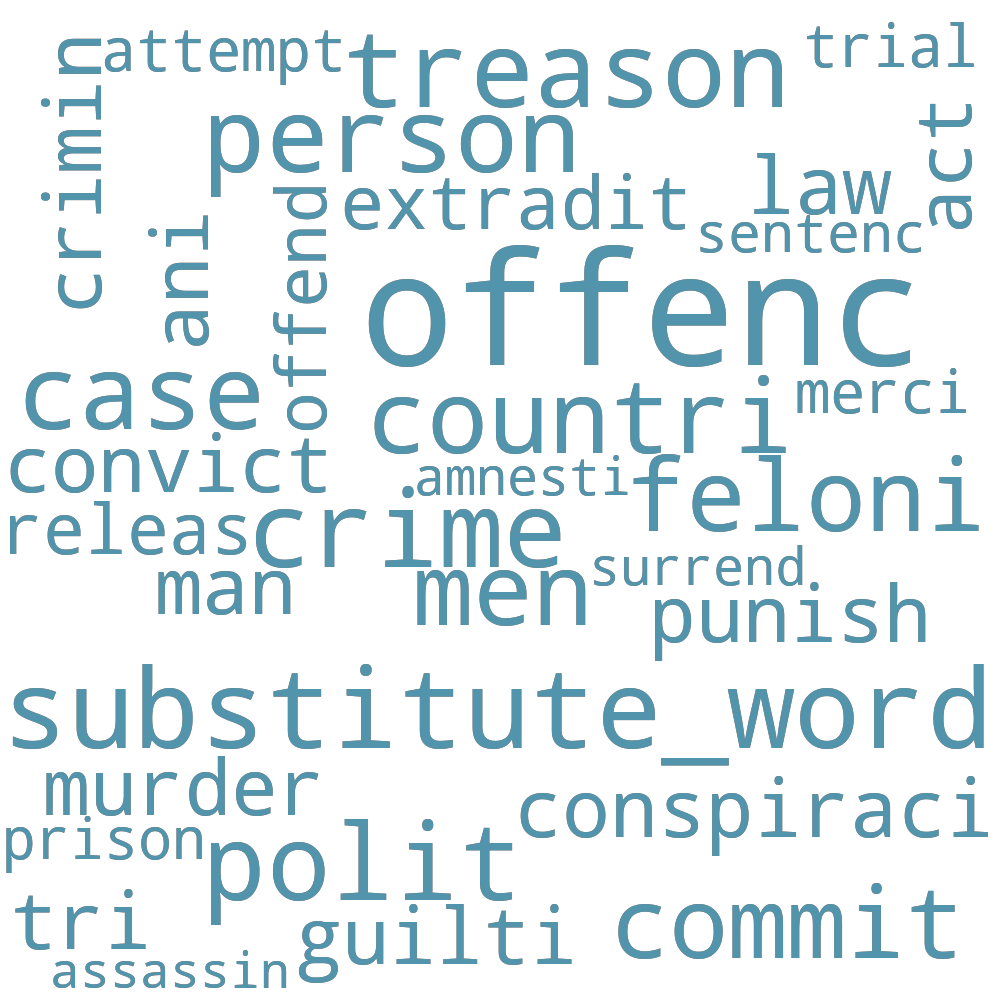 attempt
treason
trial
crimin
person
act
extradit
law
sentenc
ani
offend
offenc
case
countri
merci
convict
amnesti
feloni
releas
crime
surrend
man
men
punish
substitute_word
murder
conspiraci
prison
polit
tri
guilti
commit
assassin